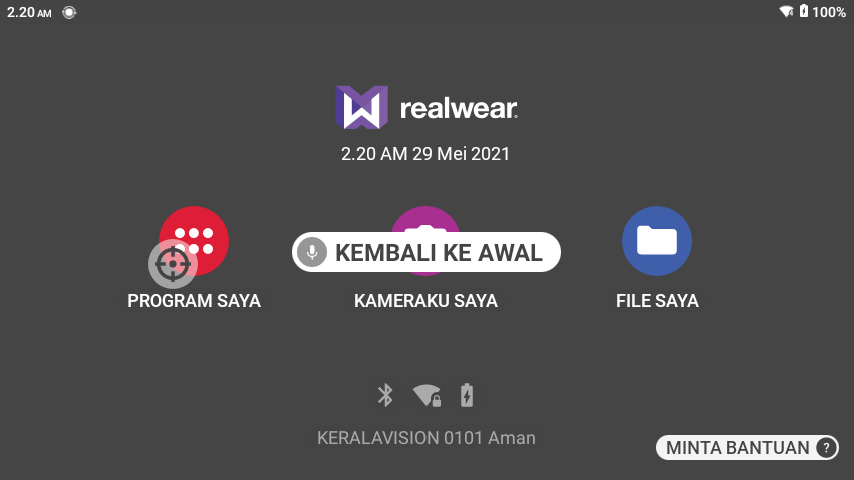 2.20 AM
100%
realwear
2.20 AM 29 Mei 2021
KEMBALI KE AWAL
PROGRAM SAYA
KAMERAKU SAYA
FILE SAYA
KERALAVISION 0101 Aman
MINTA BANTUAN ?